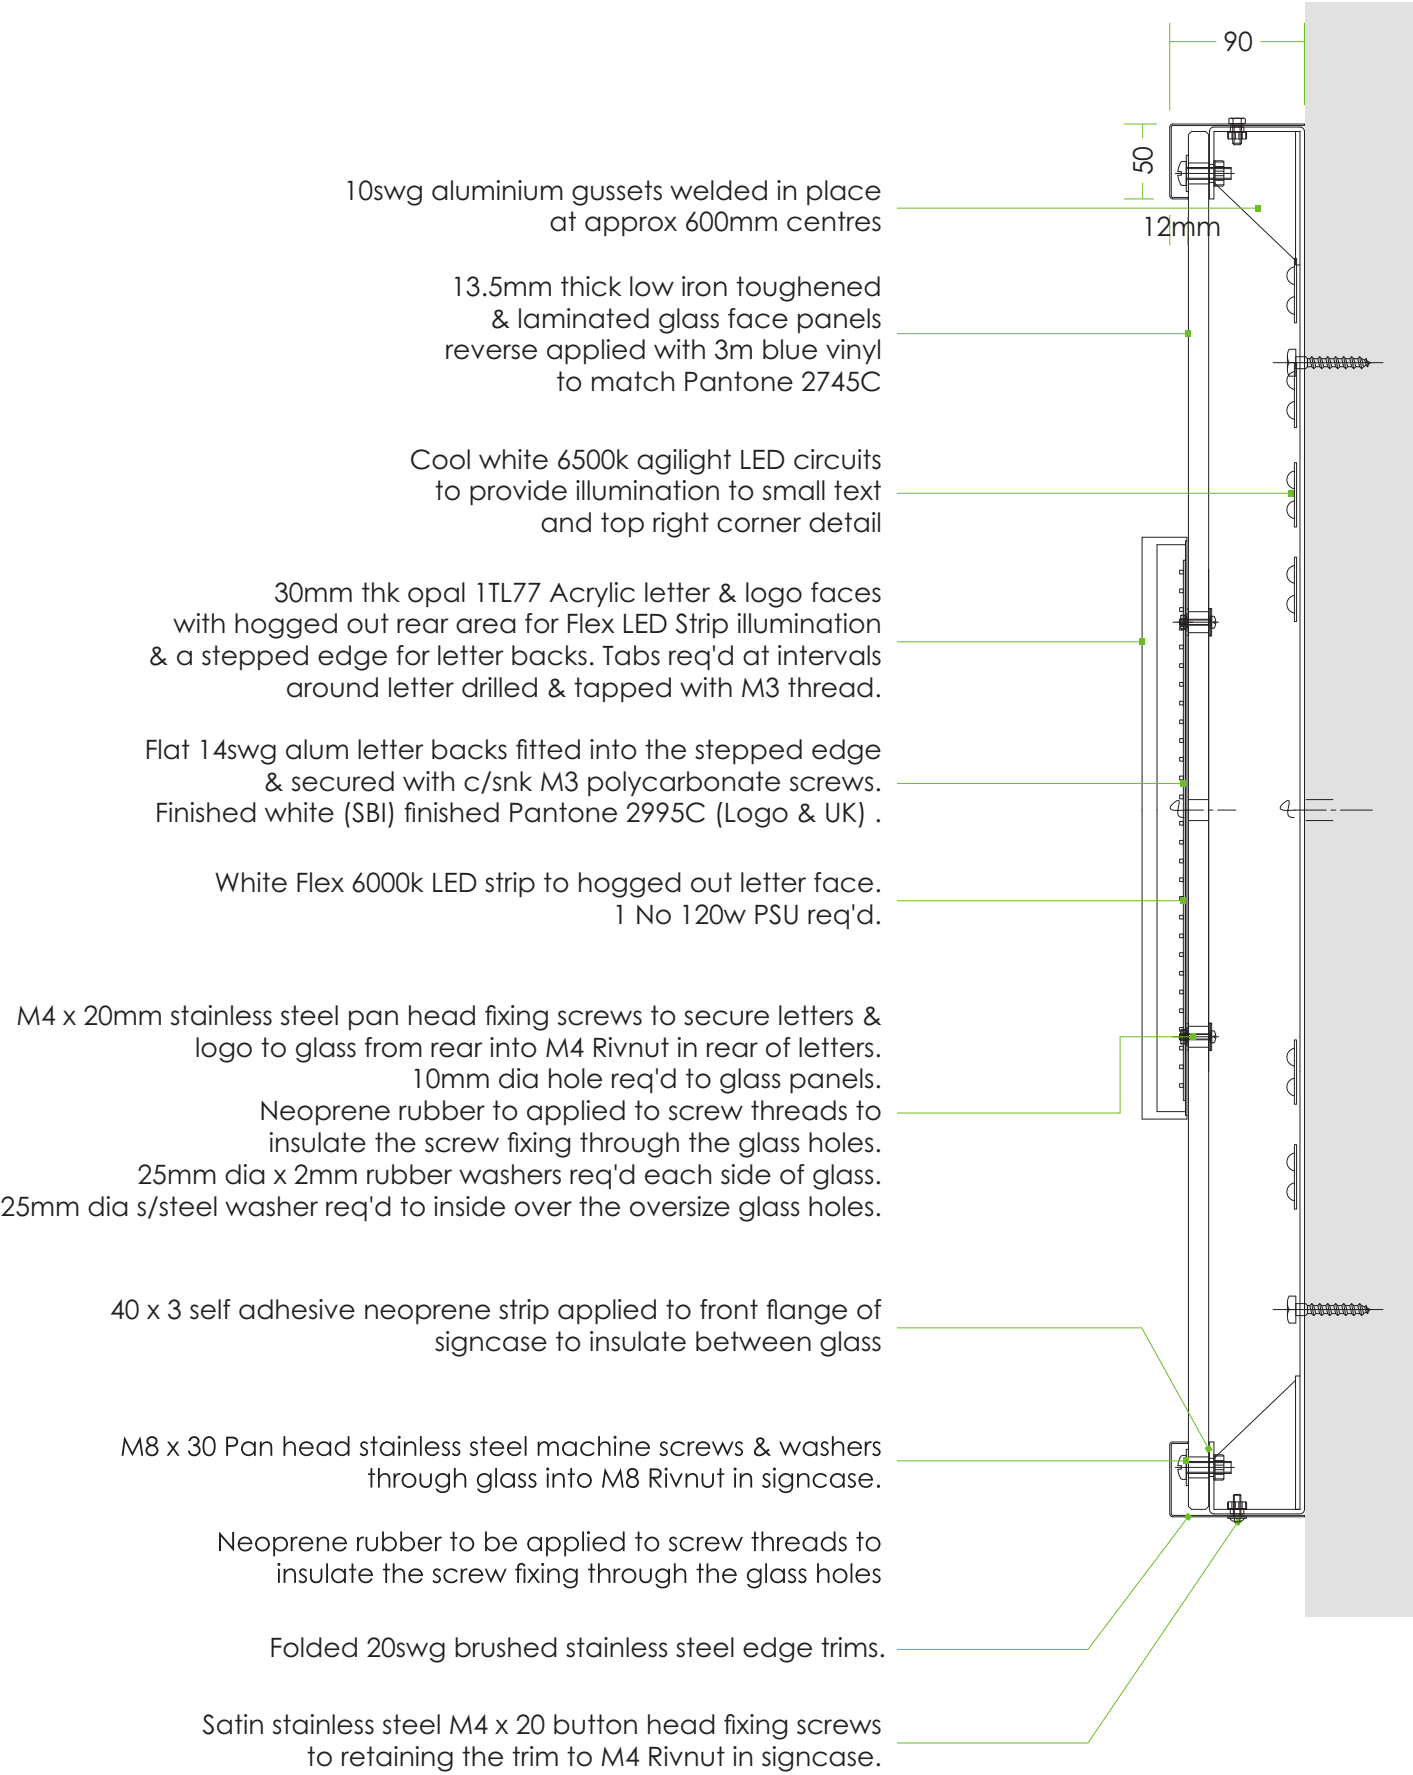 90
50
10swg aluminium gussets welded in place
at approx 600mm centres
12mm
13.5mm thick low iron toughened
& laminated glass face panels
reverse applied with 3m blue vinyl
to match Pantone 2745C
Cool white 6500k agilight LED circuits
to provide illumination to small text
and top right corner detail
30mm thk opal 1TL77 Acrylic letter & logo faces
with hogged out rear area for Flex LED Strip illumination
& a stepped edge for letter backs. Tabs req'd at intervals
around letter drilled & tapped with M3 thread.
Flat 14swg alum letter backs fitted into the stepped edge
& secured with c/snk M3 polycarbonate screws.
Finished white (SBI) finished Pantone 2995C (Logo & UK) .
White Flex 6000k LED strip to hogged out letter face.
1 No 120w PSU req'd.
M4 x 20mm stainless steel pan head fixing screws to secure letters &
logo to glass from rear into M4 Rivnut in rear of letters.
10mm dia hole req'd to glass panels.
Neoprene rubber to applied to screw threads to
insulate the screw fixing through the glass holes.
25mm dia x 2mm rubber washers req'd each side of glass.
25mm dia s/steel washer req'd to inside over the oversize glass holes.
40 x 3 self adhesive neoprene strip applied to front flange of
signcase to insulate between glass
M8 x 30 Pan head stainless steel machine screws & washers
through glass into M8 Rivnut in signcase.
Neoprene rubber to be applied to screw threads to
insulate the screw fixing through the glass holes
Folded 20swg brushed stainless steel edge trims.
Satin stainless steel M4 x 20 button head fixing screws
to retaining the trim to M4 Rivnut in signcase.